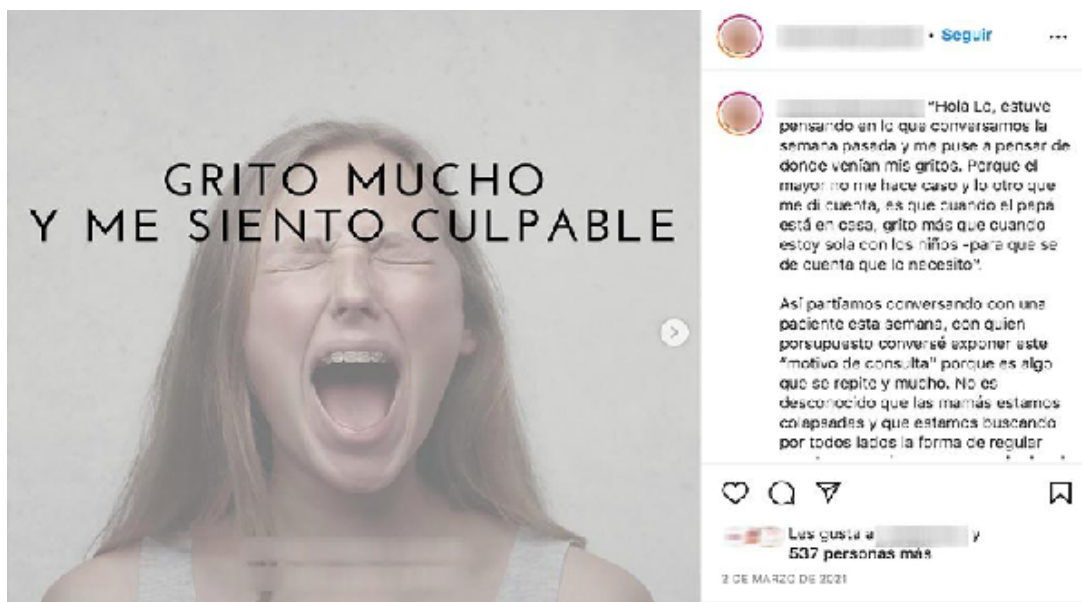 GRITO MUCHO
Y ME SIENTO CULPABLE
• Seguir
"Hola Lo, estuve
pensando en lo que conversamos la
semana pasada y me puse a pensar de
donde venían mis gritos. Porque el
mayor no me hace caso y lo otro que
me di cuenta, es que cuando el papá
está en casa, grito más que cuando
estoy sola con los niños -para que se
de cuenta que lo necesito".
Así partíamos conversando con una
paciente esta semana, con quien
porsupuesto conversé exponer este
"motivo de consulta" porque es algo
que se repite y mucho. No es
desconocido que las mamás estamos
colapsadas y que estamos buscando
por todos lados la forma de regular
Les gusta a y
537 personas más
2 DE MARZO DE 2021